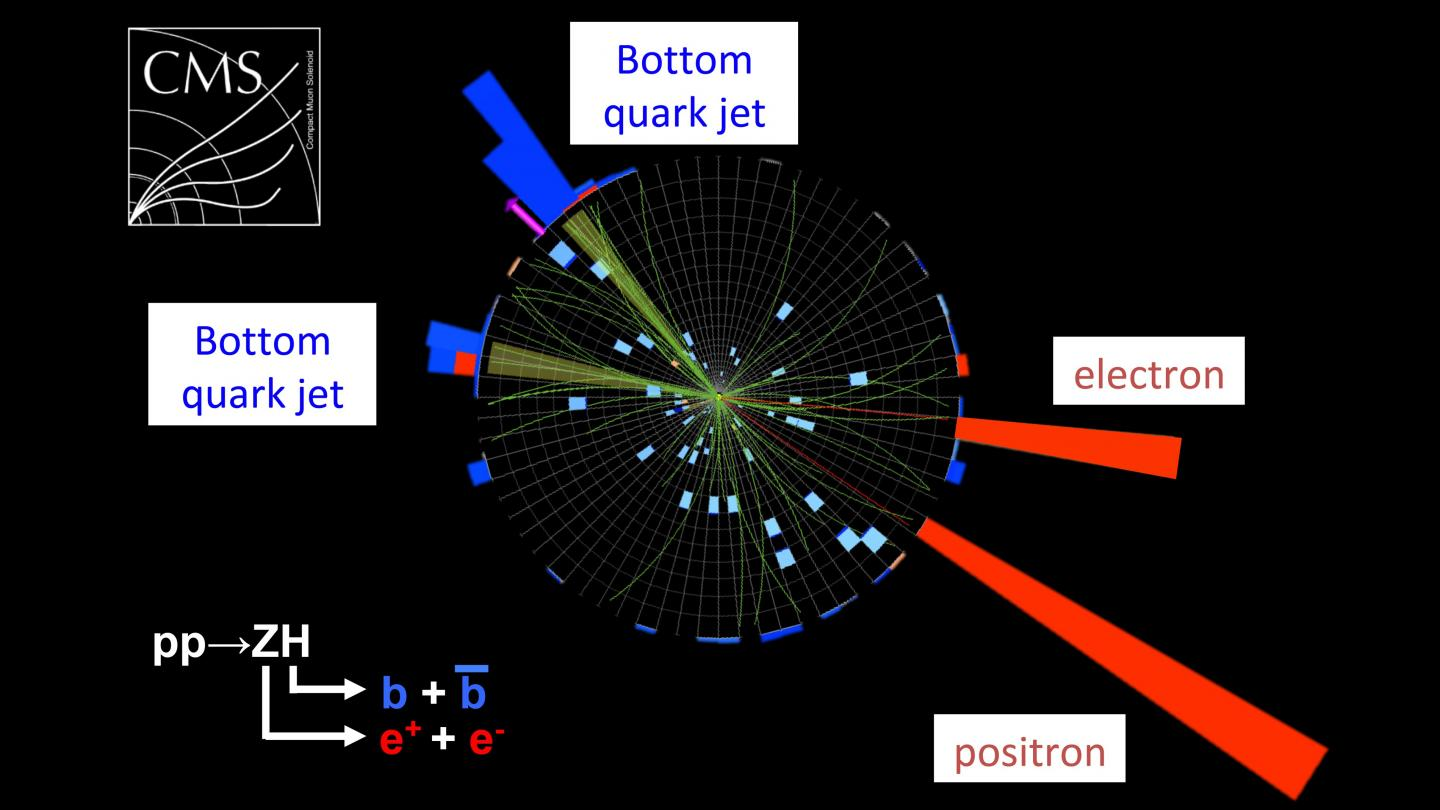 CMS
Compact Muon Solenoid
Bottom
quark jet
Bottom
quark jet
electron
positron
pp→ZH
b + b̅
e⁺ + e⁻